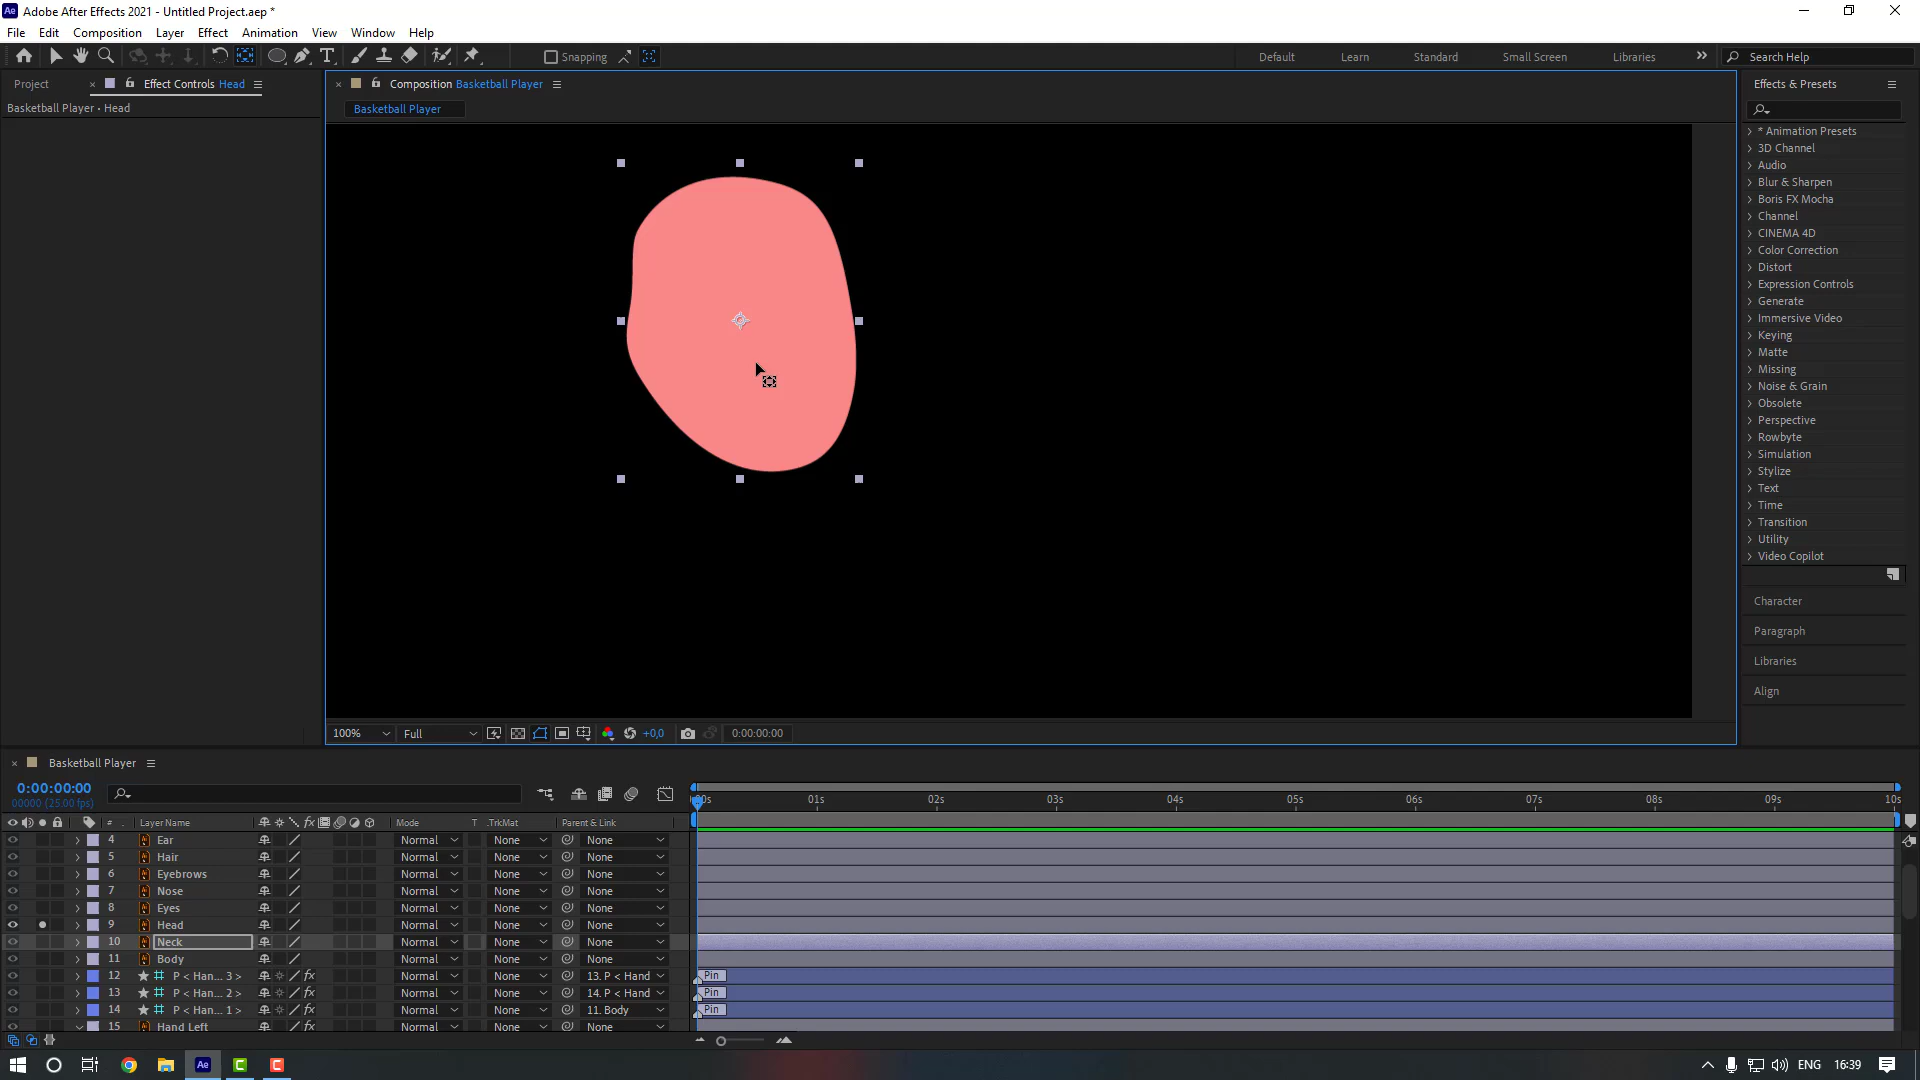 Adobe After Effects 2021 - Untitled Project.aep *
File Edit Composition Layer Effect Animation View Window Help
Snapping Default Learn Standard Small Screen Libraries Search Help
Project Effect Controls Head
Composition Basketball Player
Effects & Presets
Basketball Player • Head
Basketball Player
* Animation Presets
3D Channel
Audio
Blur & Sharpen
Boris FX Mocha
Channel
CINEMA 4D
Color Correction
Distort
Expression Controls
Generate
Immersive Video
Keying
Matte
Missing
Noise & Grain
Obsolete
Perspective
Rowbyte
Simulation
Stylize
Text
Time
Transition
Utility
Video Copilot
Character
Paragraph
Libraries
Align
100% Full +0,0 0:00:00:00
Basketball Player
0:00:00:00
00000 (25.00 fps)
00s 01s 02s 03s 04s 05s 06s 07s 08s 09s 10s
# Layer Name Mode T .TrkMat Parent & Link
4 Ear Normal None None
5 Hair Normal None None
6 Eyebrows Normal None None
7 Nose Normal None None
8 Eyes Normal None None
9 Head Normal None None
10 Neck Normal None None
11 Body Normal None None
12 P < Han... 3 > Normal None 13. P < Hand Pin
13 P < Han... 2 > Normal None 14. P < Hand Pin
14 P < Han... 1 > Normal None 11. Body Pin
15 Hand Left Normal None None
ENG 16:39